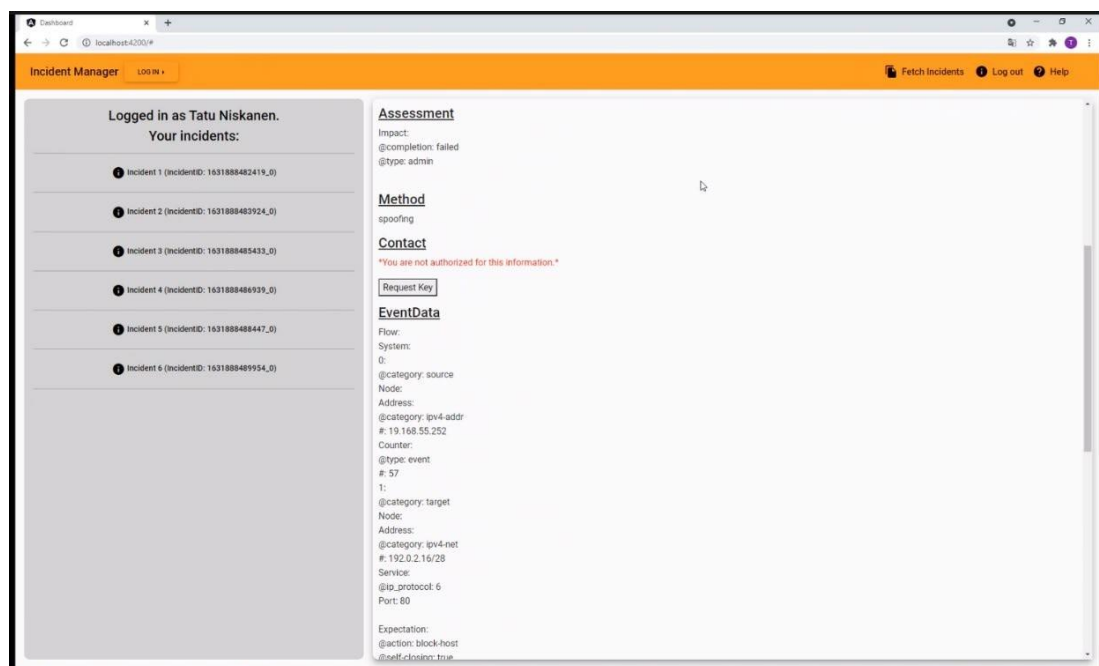 Dashboard
localhost:4200/#
T
Incident Manager LOG IN Fetch Incidents Log out Help
Logged in as Tatu Niskanen.
Your incidents:
Incident 1 (IncidentID: 1631888482419_0)
Incident 2 (IncidentID: 1631888483924_0)
Incident 3 (IncidentID: 1631888485433_0)
Incident 4 (IncidentID: 1631888486939_0)
Incident 5 (IncidentID: 1631888488447_0)
Incident 6 (IncidentID: 1631888489954_0)
Assessment
Impact:
@completion: failed
@type: admin
Method
spoofing
Contact
*You are not authorized for this information.*
Request Key
EventData
Flow:
System:
0:
@category: source
Node:
Address:
@category: ipv4-addr
#: 19.168.55.252
Counter:
@type: event
#: 57
1:
@category: target
Node:
Address:
@category: ipv4-net
#: 192.0.2.16/28
Service:
@ip_protocol: 6
Port: 80
Expectation:
@action: block-host
@self-closing: true